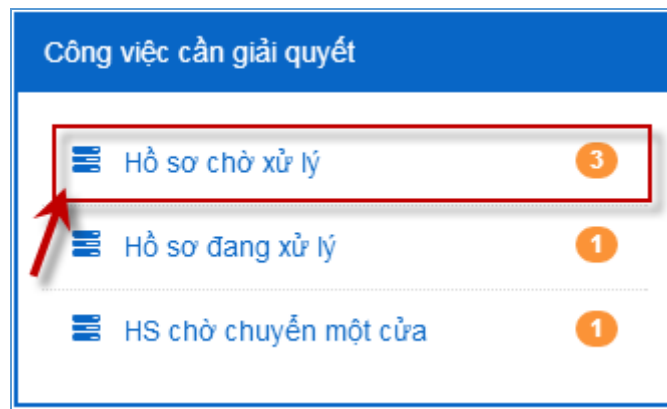 Công việc cần giải quyết
Hồ sơ chờ xử lý 3
Hồ sơ đang xử lý 1
HS chờ chuyển một cửa 1